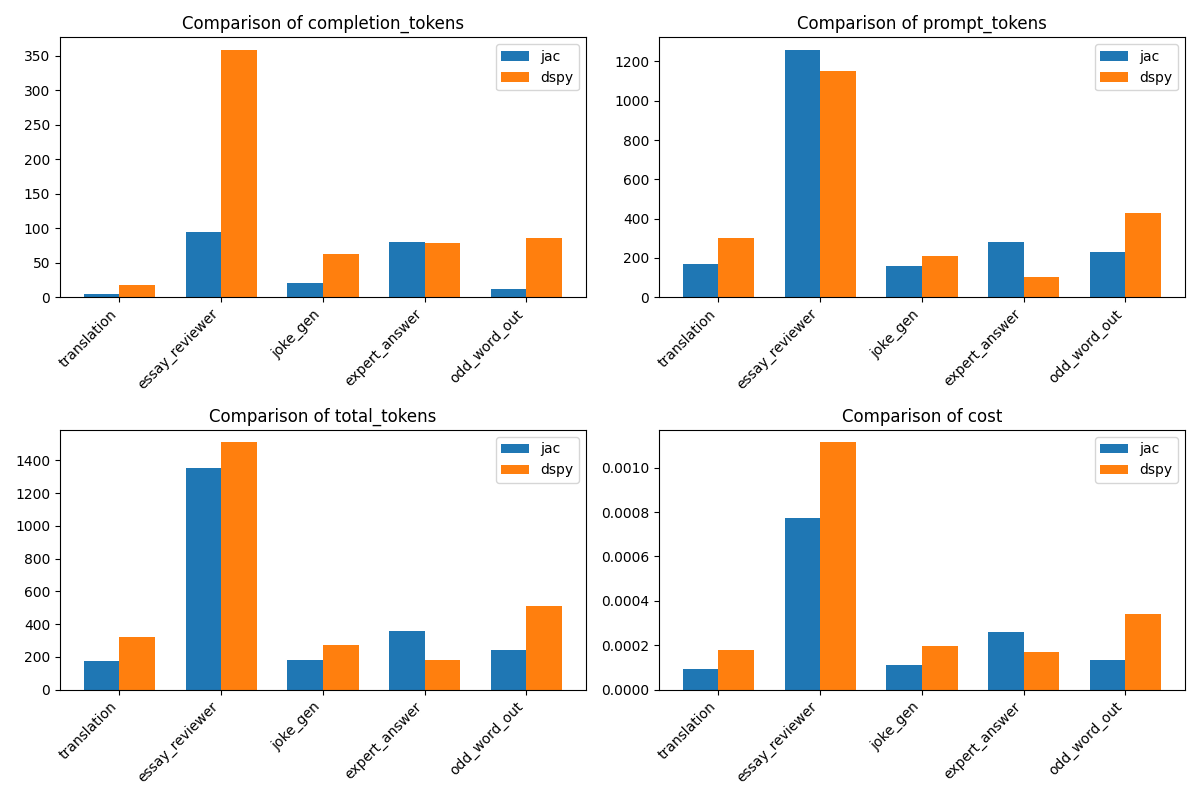 Comparison of completion_tokens
350
300
250
200
150
100
50
0
jac
dspy
translation
essay_reviewer
joke_gen
expert_answer
odd_word_out
Comparison of prompt_tokens
1200
1000
800
600
400
200
0
jac
dspy
translation
essay_reviewer
joke_gen
expert_answer
odd_word_out
Comparison of total_tokens
1400
1200
1000
800
600
400
200
0
jac
dspy
translation
essay_reviewer
joke_gen
expert_answer
odd_word_out
Comparison of cost
0.0010
0.0008
0.0006
0.0004
0.0002
0.0000
jac
dspy
translation
essay_reviewer
joke_gen
expert_answer
odd_word_out